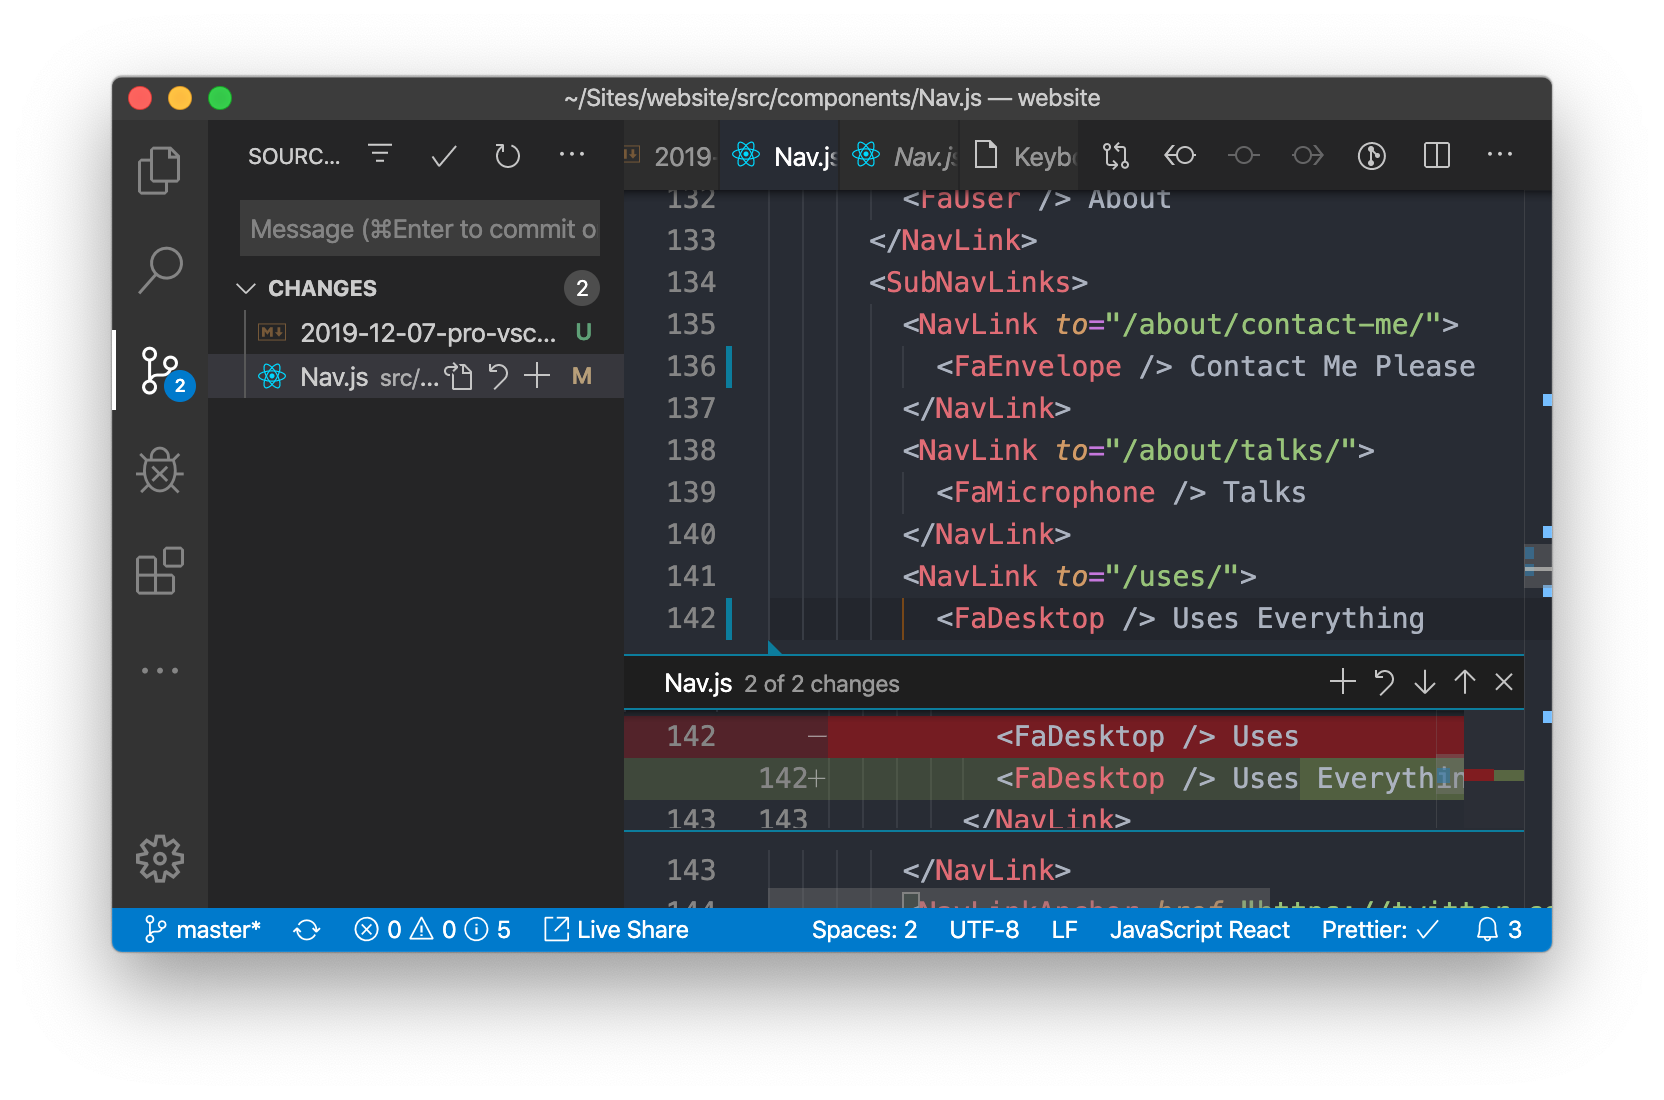 ~/Sites/website/src/components/Nav.js — website
SOURC...
2019-
Nav.js
Nav.js
Keyb
Message (⌘Enter to commit o
CHANGES 2
2019-12-07-pro-vsc... U
Nav.js src/... M
2
132 <FaUser /> About
133 </NavLink>
134 <SubNavLinks>
135 <NavLink to="/about/contact-me/">
136 <FaEnvelope /> Contact Me Please
137 </NavLink>
138 <NavLink to="/about/talks/">
139 <FaMicrophone /> Talks
140 </NavLink>
141 <NavLink to="/uses/">
142 <FaDesktop /> Uses Everything
Nav.js 2 of 2 changes
142 — <FaDesktop /> Uses
142+ <FaDesktop /> Uses Everythin
143 143 </NavLink>
143 </NavLink>
144 <NavLinkAnchor href="https://twitter.co
master* 0 0 5 Live Share Spaces: 2 UTF-8 LF JavaScript React Prettier: ✓ 3